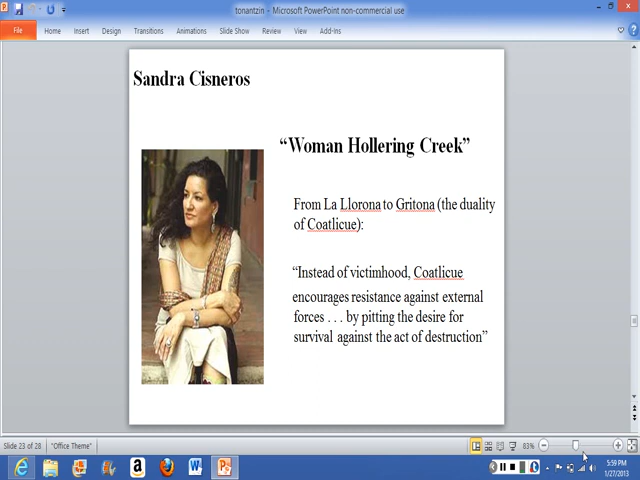 tonantzin - Microsoft PowerPoint non-commercial use
File Home Insert Design Transitions Animations Slide Show Review View Add-Ins
Sandra Cisneros
“Woman Hollering Creek”
From La Llorona to Gritona (the duality
of Coatlicue):
“Instead of victimhood, Coatlicue
encourages resistance against external
forces . . . by pitting the desire for
survival against the act of destruction”
Slide 23 of 28 "Office Theme" 83%
5:59 PM
1/27/2013